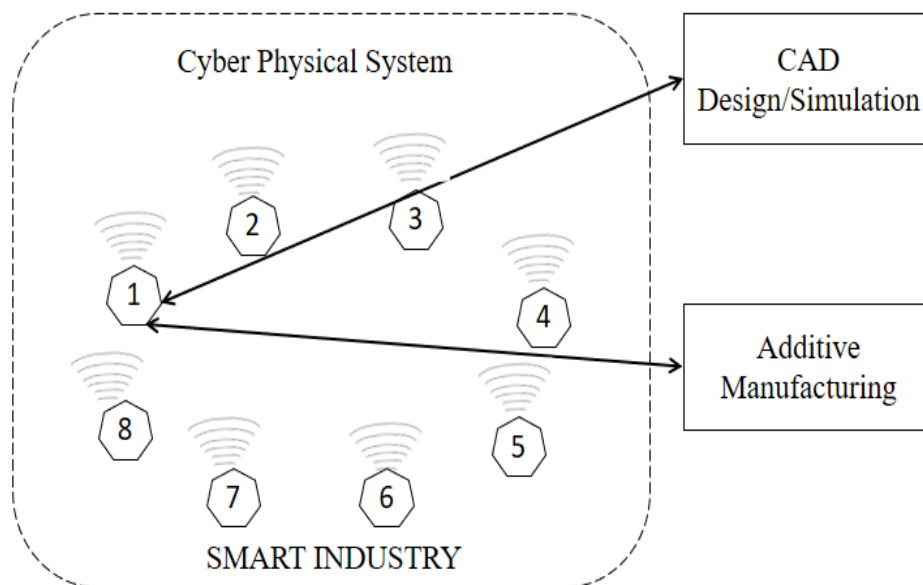 Cyber Physical System
CAD
Design/Simulation
2
3
1
4
Additive
Manufacturing
8
5
7
6
SMART INDUSTRY